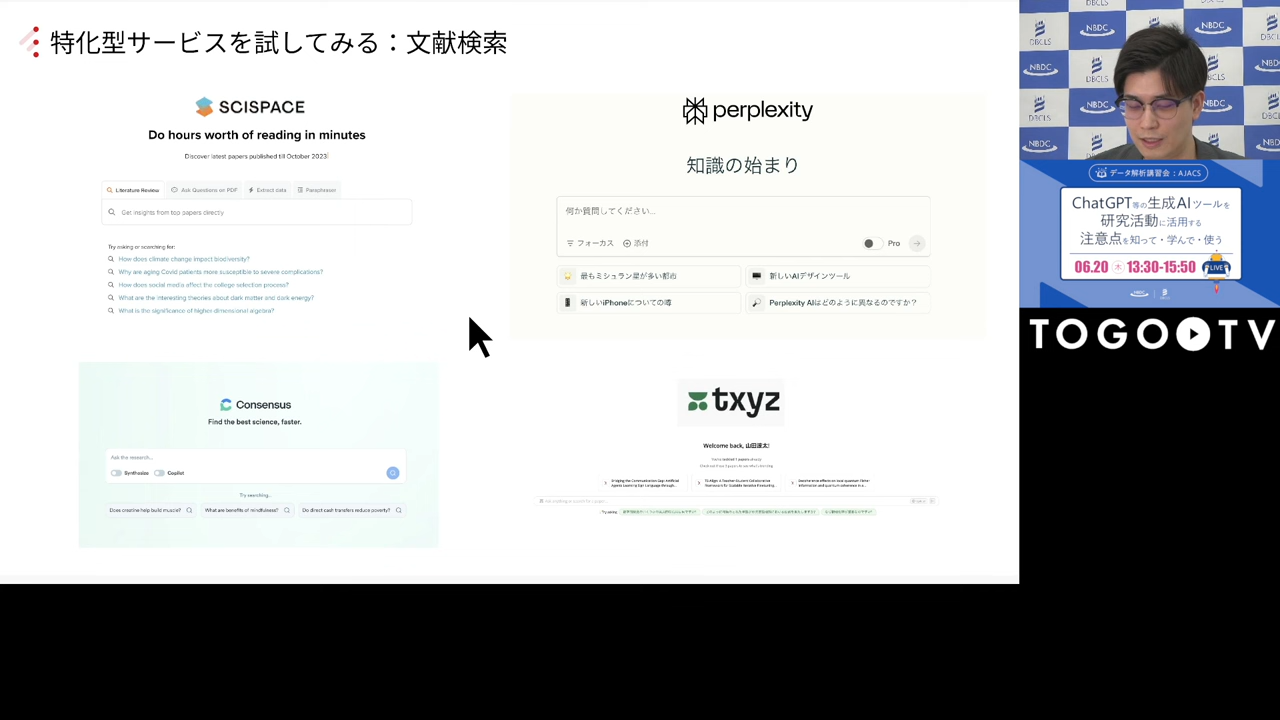 特化型サービスを試してみる：文献検索
SCISPACE
Do hours worth of reading in minutes
Discover latest papers published till October 2023
Literature Review
Ask Questions on PDF
Extract data
Paraphraser
Get insights from top papers directly
Try asking or searching for:
How does climate change impact biodiversity?
Why are aging Covid patients more susceptible to severe complications?
How does social media affect the college selection process?
What are the interesting theories about dark matter and dark energy?
What is the significance of higher dimensional algebra?
perplexity
知識の始まり
何か質問してください...
フォーカス
添付
Pro
最もミシュラン星が多い都市
新しいAIデザインツール
新しいiPhoneについての噂
Perplexity AIはどのように異なるのですか？
Consensus
Find the best science, faster.
Ask the research...
Synthesize
Copilot
Try searching...
Does creatine help build muscle?
What are benefits of mindfulness?
Do direct cash transfers reduce poverty?
txyz
Welcome back, 山田涼太!
NBDC
DBCLS
データ解析講習会：AJACS
ChatGPT等の生成AIツールを
研究活動に活用する
注意点を知って・学んで・使う
06.20 木 13:30-15:50
LIVE
TOGO TV